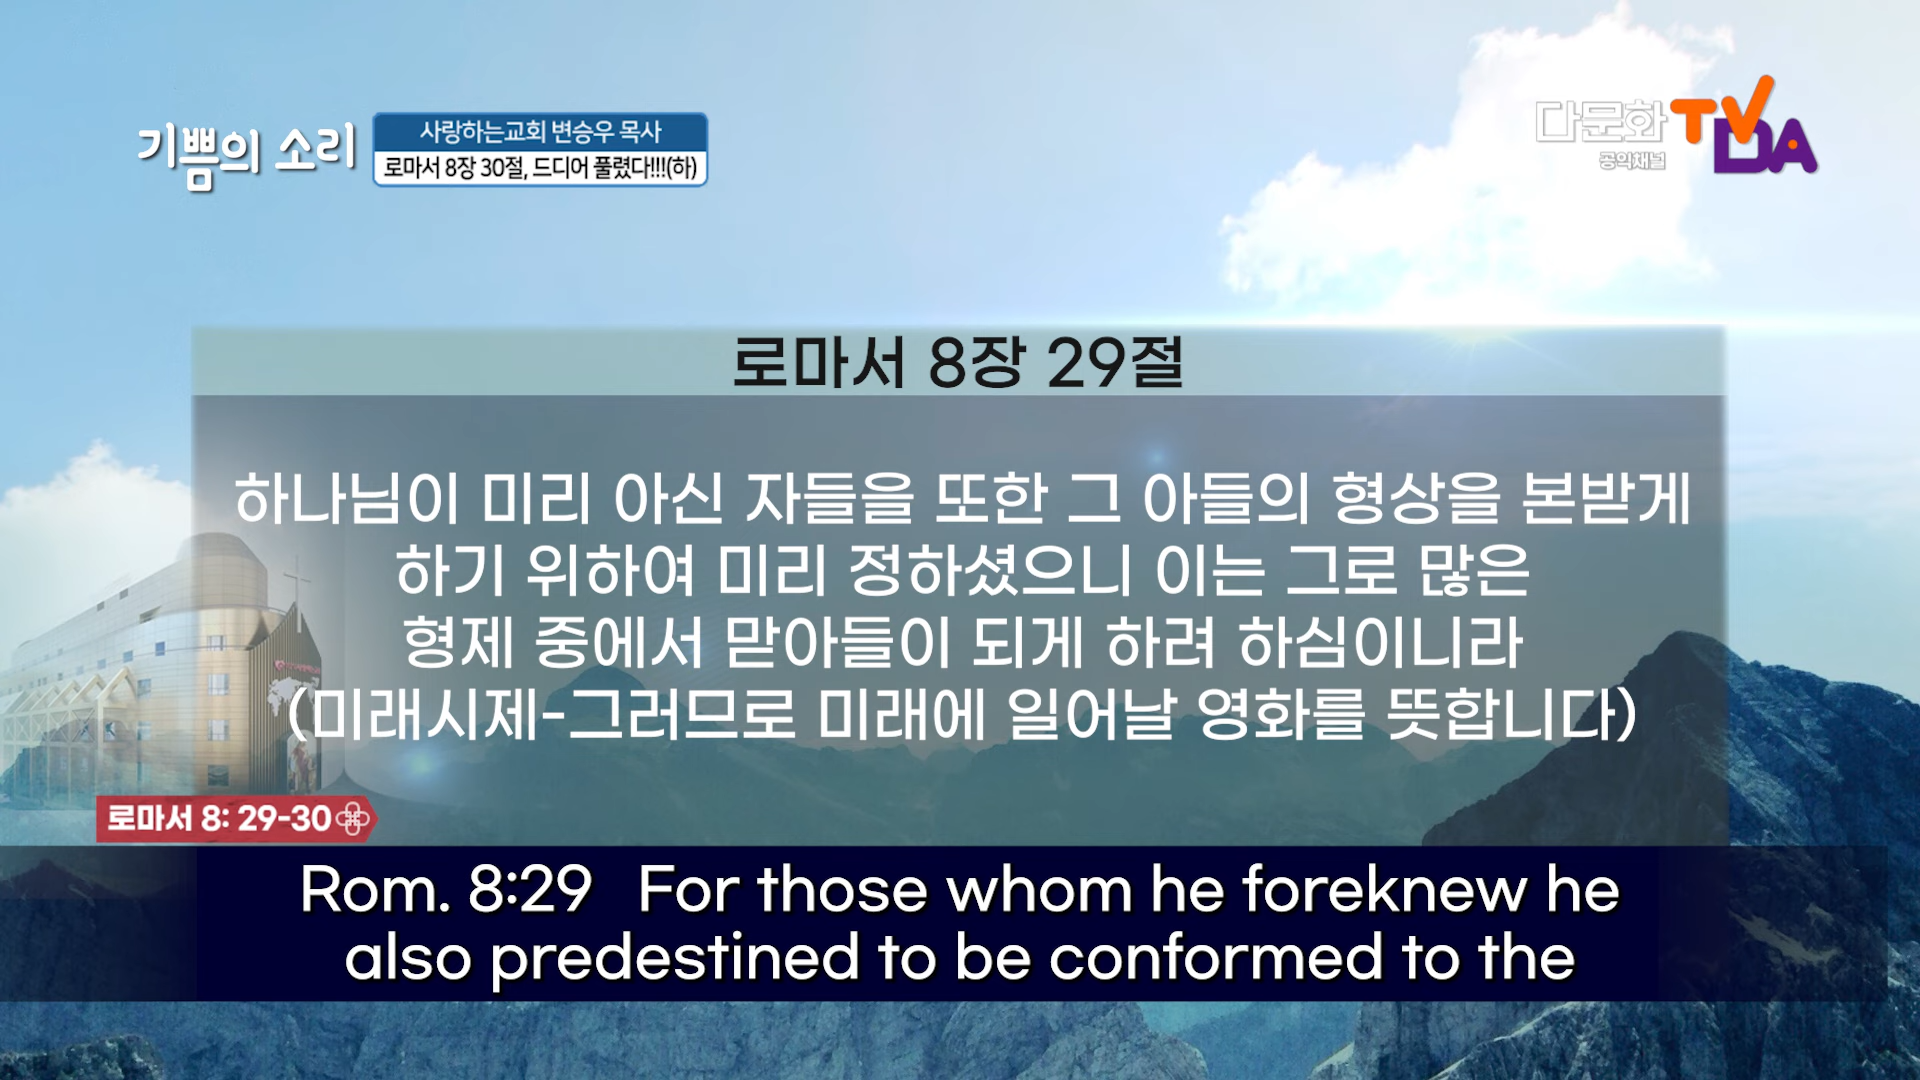 기쁨의 소리
사랑하는교회 변승우 목사
로마서 8장 30절, 드디어 풀렸다!!!(하)
다문화 TV
공익채널 DA
로마서 8장 29절
하나님이 미리 아신 자들을 또한 그 아들의 형상을 본받게
하기 위하여 미리 정하셨으니 이는 그로 많은
형제 중에서 맏아들이 되게 하려 하심이니라
(미래시제-그러므로 미래에 일어날 영화를 뜻합니다)
로마서 8: 29-30
Rom. 8:29 For those whom he foreknew he
also predestined to be conformed to the